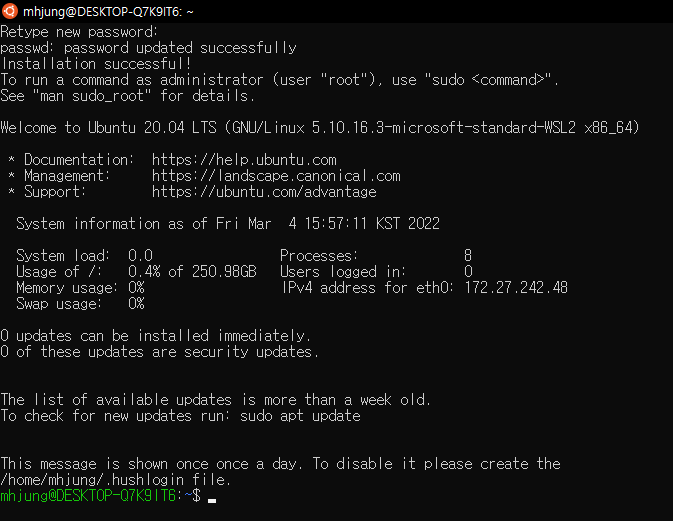 mhjung@DESKTOP-Q7K9IT6: ~
Retype new password:
passwd: password updated successfully
Installation successful!
To run a command as administrator (user "root"), use "sudo <command>".
See "man sudo_root" for details.

Welcome to Ubuntu 20.04 LTS (GNU/Linux 5.10.16.3-microsoft-standard-WSL2 x86_64)

 * Documentation:  https://help.ubuntu.com
 * Management:     https://landscape.canonical.com
 * Support:        https://ubuntu.com/advantage

  System information as of Fri Mar  4 15:57:11 KST 2022

  System load:  0.0                Processes:             8
  Usage of /:   0.4% of 250.98GB   Users logged in:       0
  Memory usage: 0%                 IPv4 address for eth0: 172.27.242.48
  Swap usage:   0%

0 updates can be installed immediately.
0 of these updates are security updates.


The list of available updates is more than a week old.
To check for new updates run: sudo apt update


This message is shown once once a day. To disable it please create the
/home/mhjung/.hushlogin file.
mhjung@DESKTOP-Q7K9IT6:~$